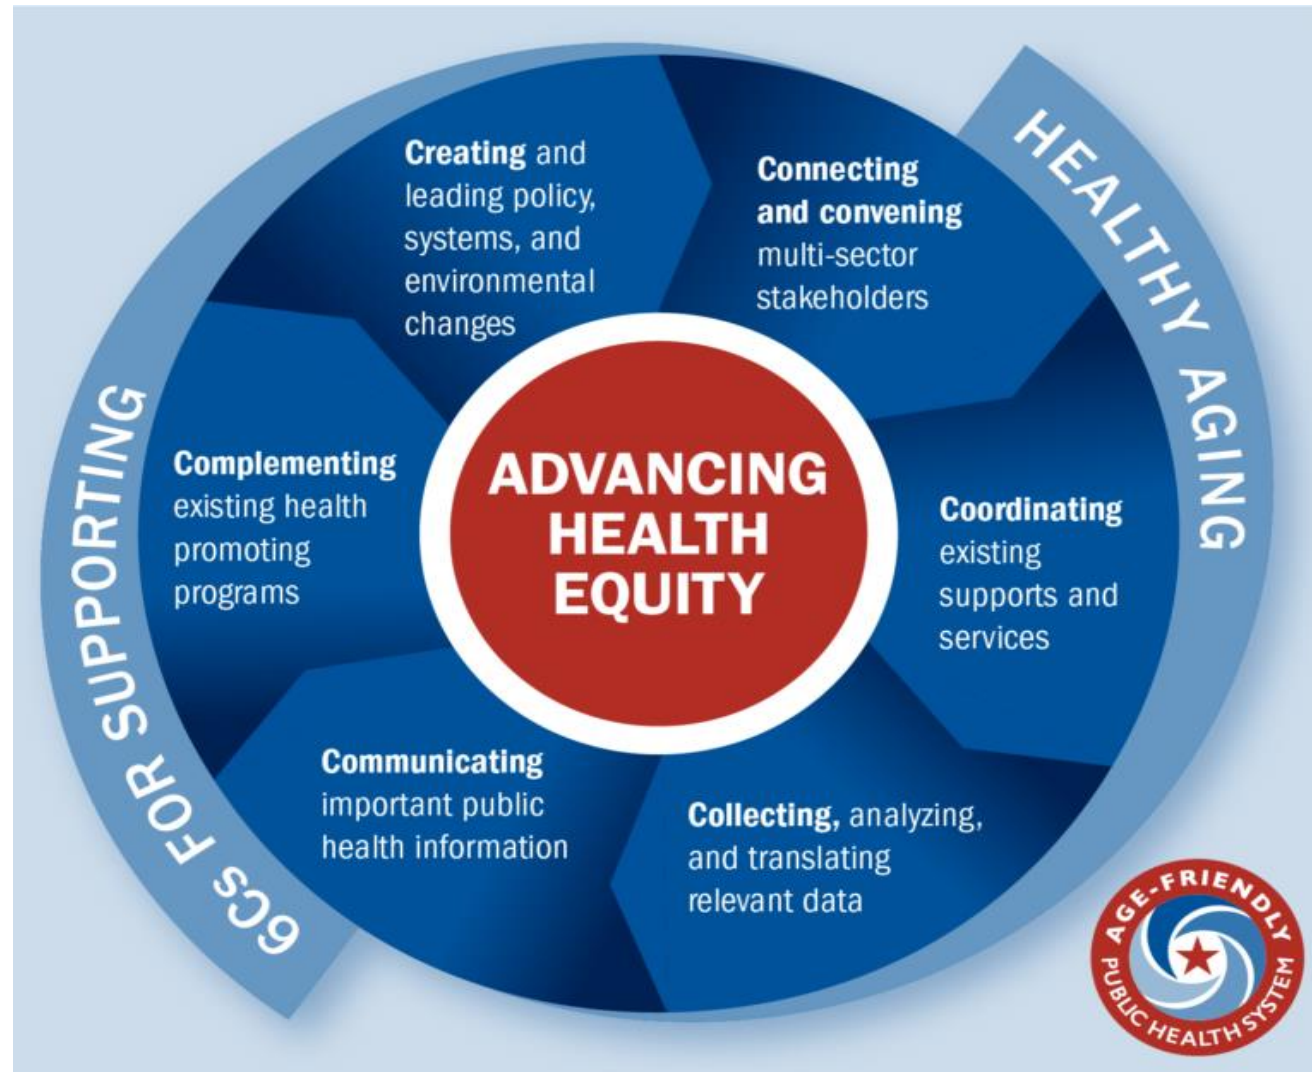 6Cs FOR SUPPORTING
HEALTHY AGING
Creating and
leading policy,
systems, and
environmental
changes
Connecting
and convening
multi-sector
stakeholders
Coordinating
existing
supports and
services
Collecting, analyzing,
and translating
relevant data
Communicating
important public
health information
Complementing
existing health
promoting
programs
ADVANCING
HEALTH
EQUITY
AGE-FRIENDLY
PUBLIC HEALTH SYSTEM